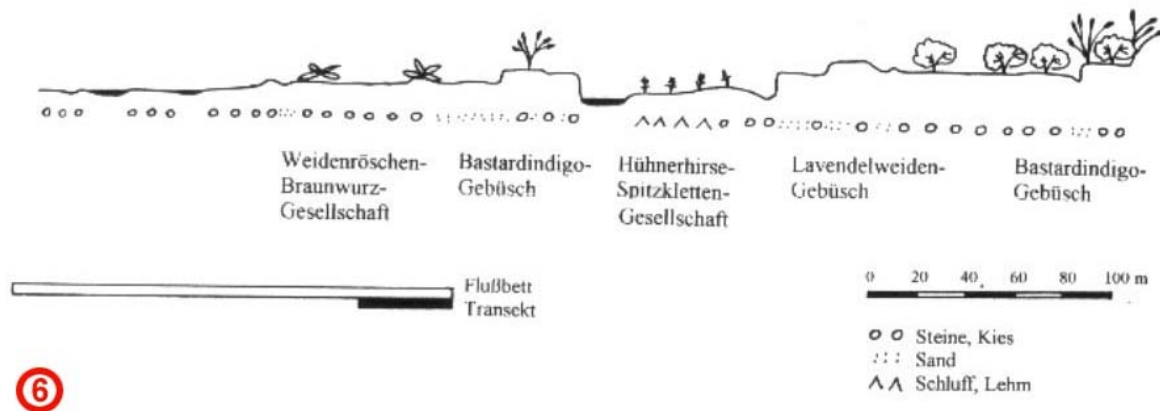 Weidenröschen-
Braunwurz-
Gesellschaft
Bastardindigo-
Gebüsch
Hühnerhirse-
Spitzkletten-
Gesellschaft
Lavendelweiden-
Gebüsch
Bastardindigo-
Gebüsch
Flußbett
Transekt
0 20 40 60 80 100 m
Steine, Kies
Sand
Schluff, Lehm
6